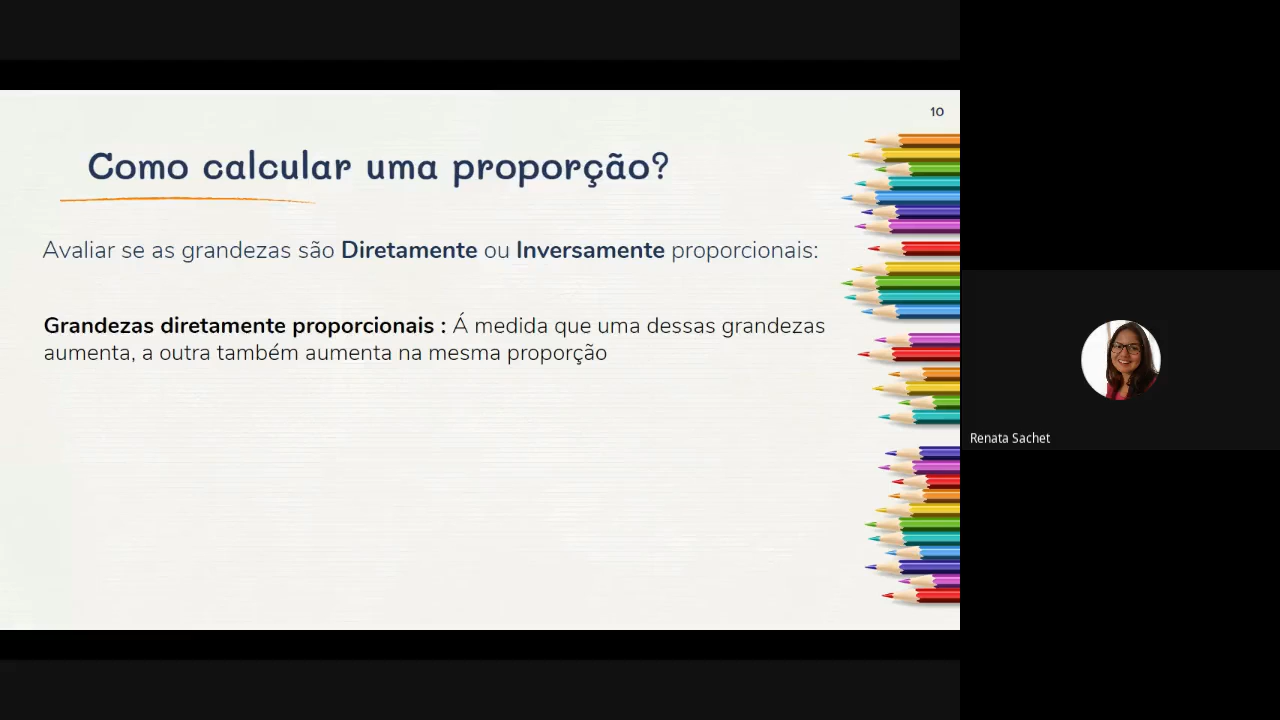 10
Como calcular uma proporção?
Avaliar se as grandezas são Diretamente ou Inversamente proporcionais:
Grandezas diretamente proporcionais : Á medida que uma dessas grandezas
aumenta, a outra também aumenta na mesma proporção
Renata Sachet